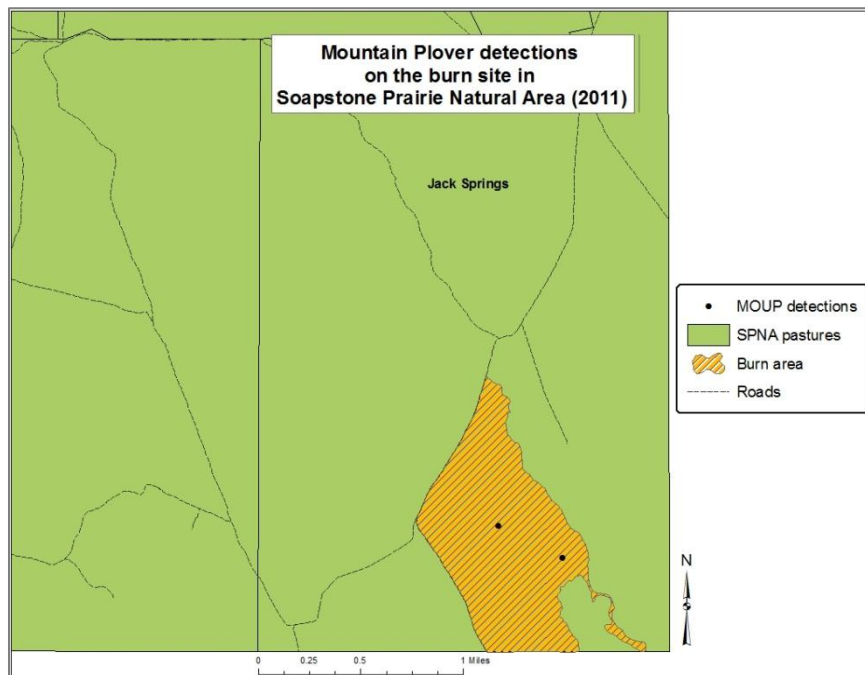 Mountain Plover detections
on the burn site in
Soapstone Prairie Natural Area (2011)
Jack Springs
MOUP detections
SPNA pastures
Burn area
Roads
N
0 0.25 0.5 1 Miles